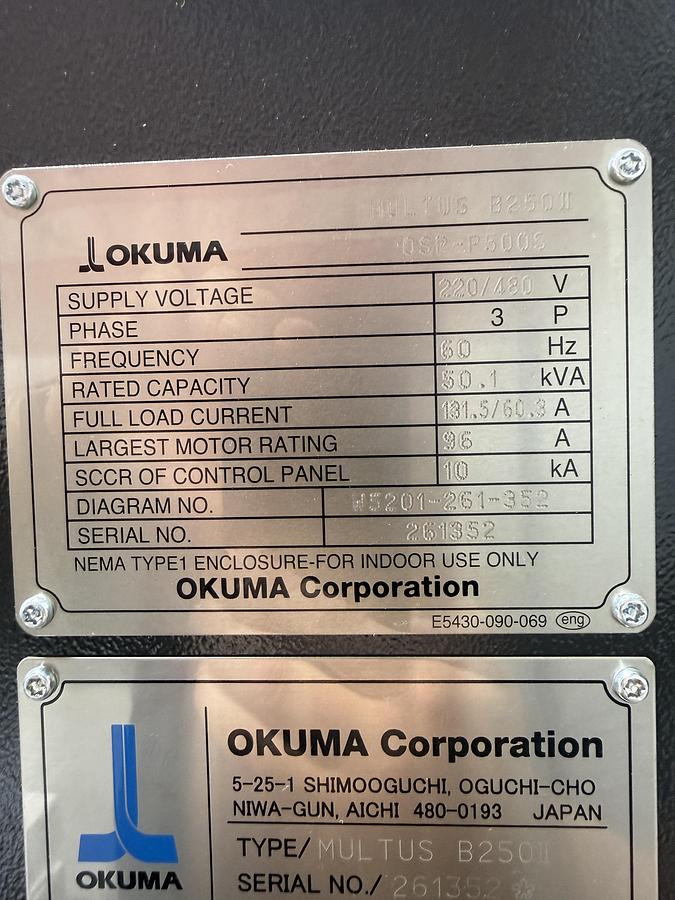 MULTUS B250II
OKUMA OSP-P500S
SUPPLY VOLTAGE 220/480 V
PHASE 3 P
FREQUENCY 60 Hz
RATED CAPACITY 50.1 kVA
FULL LOAD CURRENT 131.5/60.3 A
LARGEST MOTOR RATING 96 A
SCCR OF CONTROL PANEL 10 kA
DIAGRAM NO. W5201-261-352
SERIAL NO. 261352
NEMA TYPE1 ENCLOSURE-FOR INDOOR USE ONLY
OKUMA Corporation
E5430-090-069 eng
OKUMA Corporation
5-25-1 SHIMOOGUCHI, OGUCHI-CHO
NIWA-GUN, AICHI 480-0193 JAPAN
TYPE/ MULTUS B250II
OKUMA
SERIAL NO./ 261352